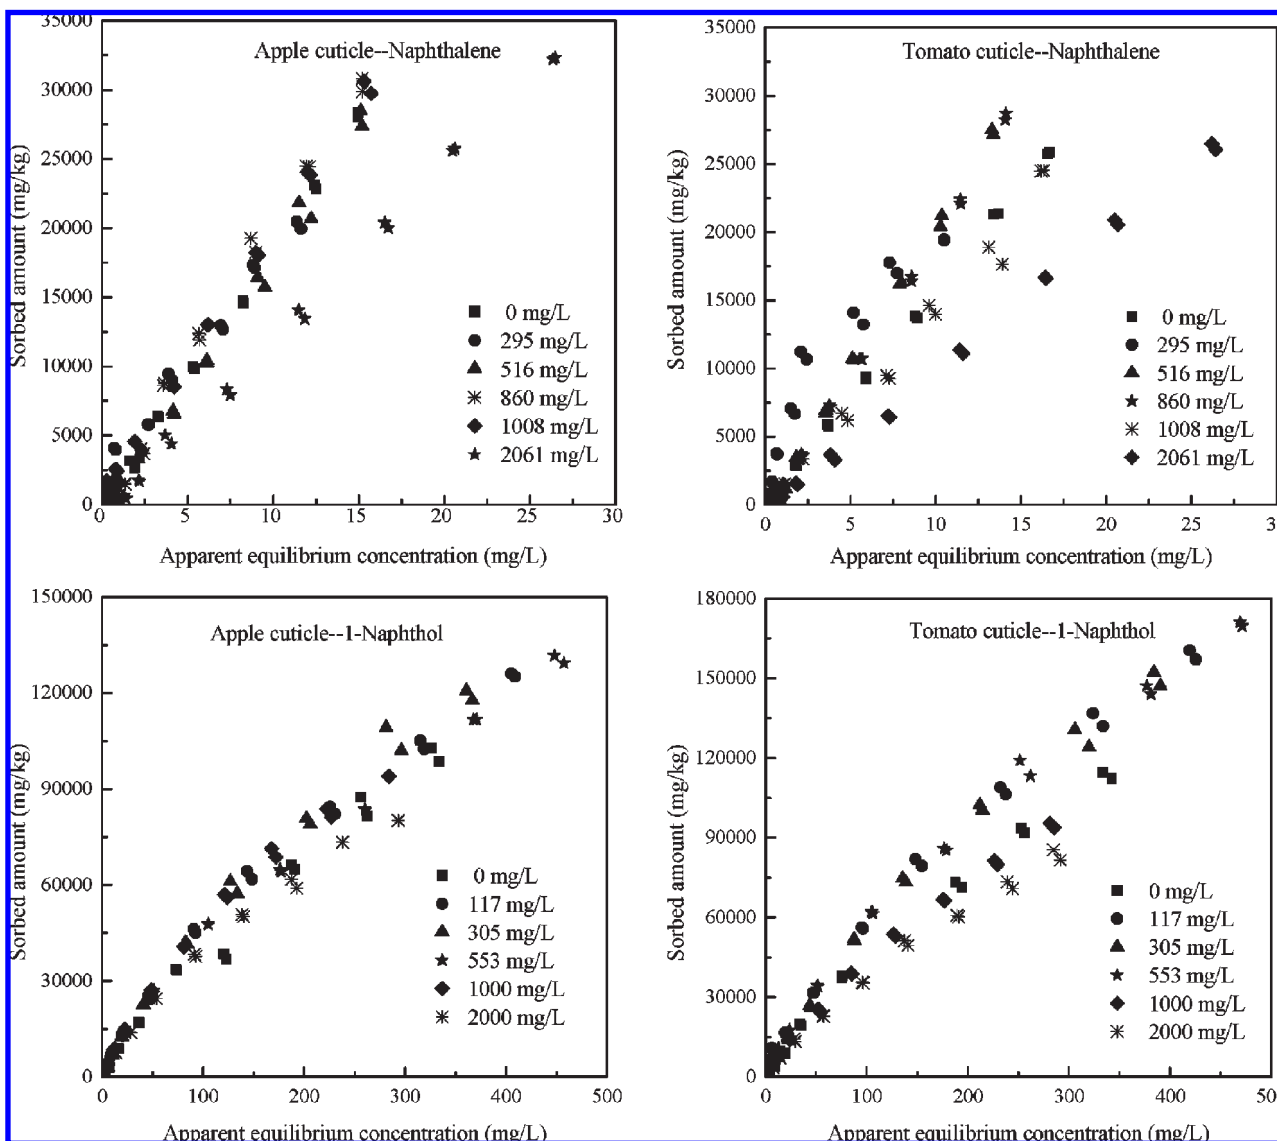 Apple cuticle--Naphthalene
Sorbed amount (mg/kg)
35000
30000
25000
20000
15000
10000
5000
0
0 5 10 15 20 25 30
0 mg/L
295 mg/L
516 mg/L
860 mg/L
1008 mg/L
2061 mg/L
Apparent equilibrium concentration (mg/L)
Tomato cuticle--Naphthalene
Sorbed amount (mg/kg)
35000
30000
25000
20000
15000
10000
5000
0
0 5 10 15 20 25 3
0 mg/L
295 mg/L
516 mg/L
860 mg/L
1008 mg/L
2061 mg/L
Apparent equilibrium concentration (mg/L)
Apple cuticle--1-Naphthol
Sorbed amount (mg/kg)
150000
120000
90000
60000
30000
0
0 100 200 300 400 500
0 mg/L
117 mg/L
305 mg/L
553 mg/L
1000 mg/L
2000 mg/L
Apparent equilibrium concentration (mg/L)
Tomato cuticle--1-Naphthol
Sorbed amount (mg/kg)
180000
150000
120000
90000
60000
30000
0
0 100 200 300 400 50
0 mg/L
117 mg/L
305 mg/L
553 mg/L
1000 mg/L
2000 mg/L
Apparent equilibrium concentration (mg/L)